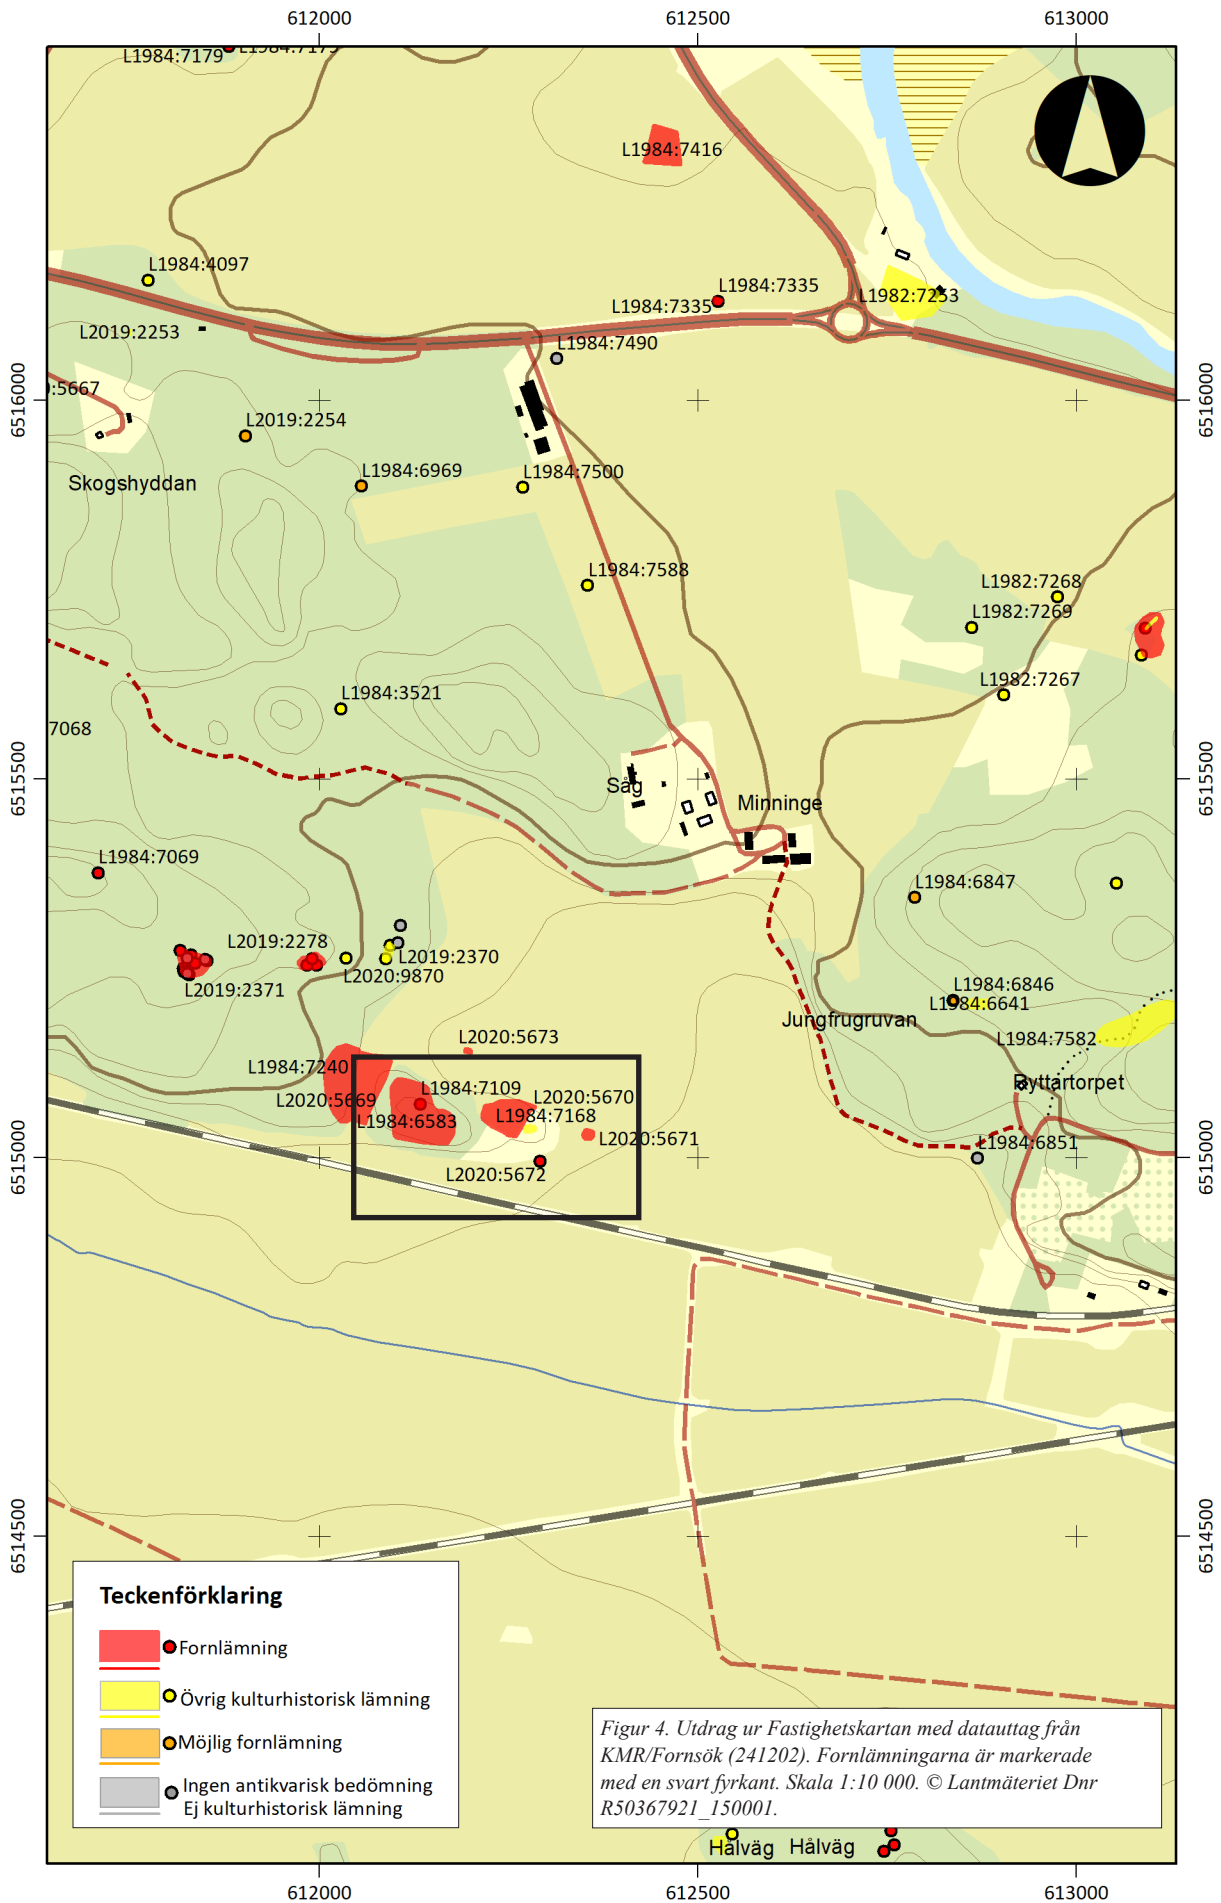 612000
612500
613000
L1984:7179
L1984:7175
L1984:7416
L1984:4097
L1984:7335
L1984:7335
L1982:7253
L2019:2253
L1984:7490
:5667
6516000
6516000
L2019:2254
L1984:6969
L1984:7500
Skogshyddan
L1984:7588
L1982:7268
L1982:7269
L1982:7267
L1984:3521
7068
6515500
6515500
Såg
Minninge
L1984:7069
L1984:6847
L2019:2278
L2019:2370
L2020:9870
L2019:2371
L1984:6846
L1984:6641
Jungfrugruvan
L1984:7582
L2020:5673
L1984:7240
L1984:7109
Ryttartorpet
L2020:5669
L2020:5670
L1984:6583
L1984:7168
L2020:5671
L1984:6851
6515000
6515000
L2020:5672
6514500
6514500
Teckenförklaring
Fornlämning
Övrig kulturhistorisk lämning
Möjlig fornlämning
Ingen antikvarisk bedömning
Ej kulturhistorisk lämning
Figur 4. Utdrag ur Fastighetskartan med datauttag från
KMR/Fornsök (241202). Fornlämningarna är markerade
med en svart fyrkant. Skala 1:10 000. © Lantmäteriet Dnr
R50367921_150001.
Hålväg
Hålväg
612000
612500
613000